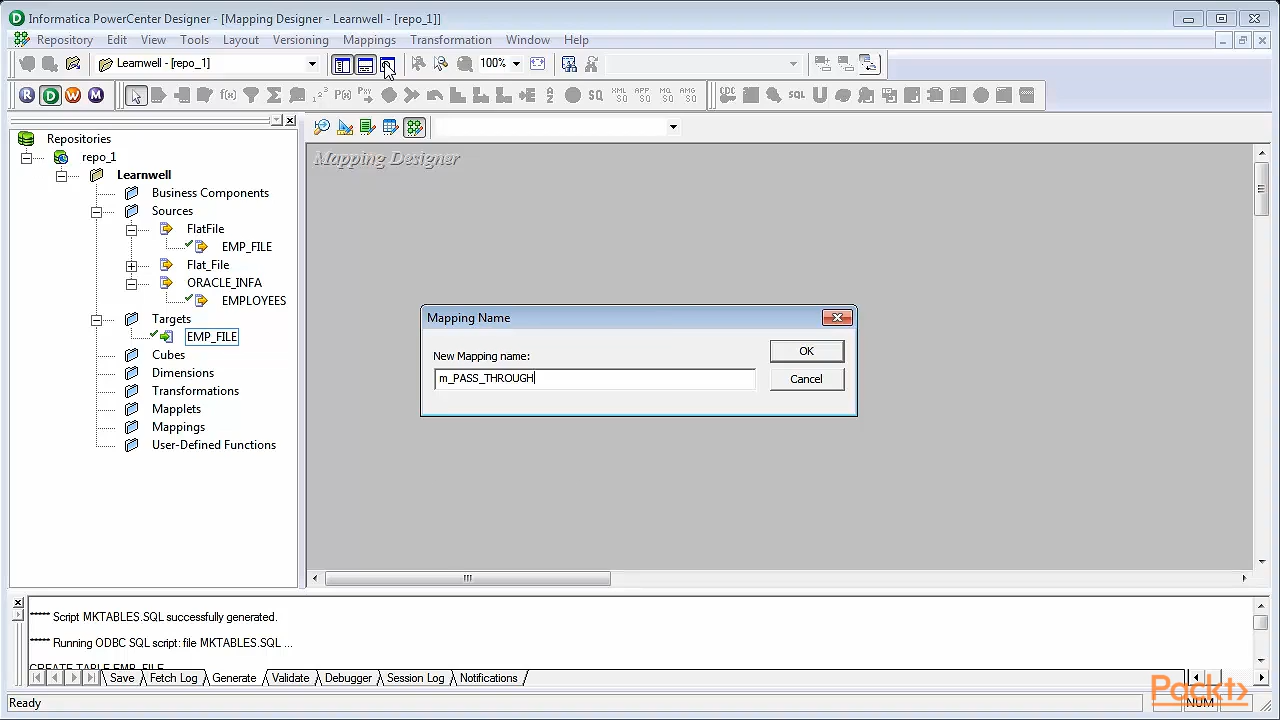 Informatica PowerCenter Designer - [Mapping Designer - Learnwell - [repo_1]]
Repository Edit View Tools Layout Versioning Mappings Transformation Window Help
Learnwell - [repo_1] 100%
R D W M
Repositories
repo_1
Learnwell
Business Components
Sources
FlatFile
EMP_FILE
Flat_File
ORACLE_INFA
EMPLOYEES
Targets
EMP_FILE
Cubes
Dimensions
Transformations
Mapplets
Mappings
User-Defined Functions
Mapping Designer
Mapping Name
New Mapping name:
m_PASS_THROUGH
OK
Cancel
***** Script MKTABLES.SQL successfully generated.
***** Running ODBC SQL script: file MKTABLES.SQL ...
CREATE TABLE EMP_FILE
Save Fetch Log Generate Validate Debugger Session Log Notifications
Ready
NUM
Packt